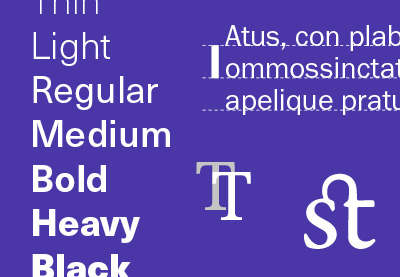 Thin
Light
Regular
Medium
Bold
Heavy
Black
Atus, con plab
I
ommossinctat
apelique pratu
T
T
st